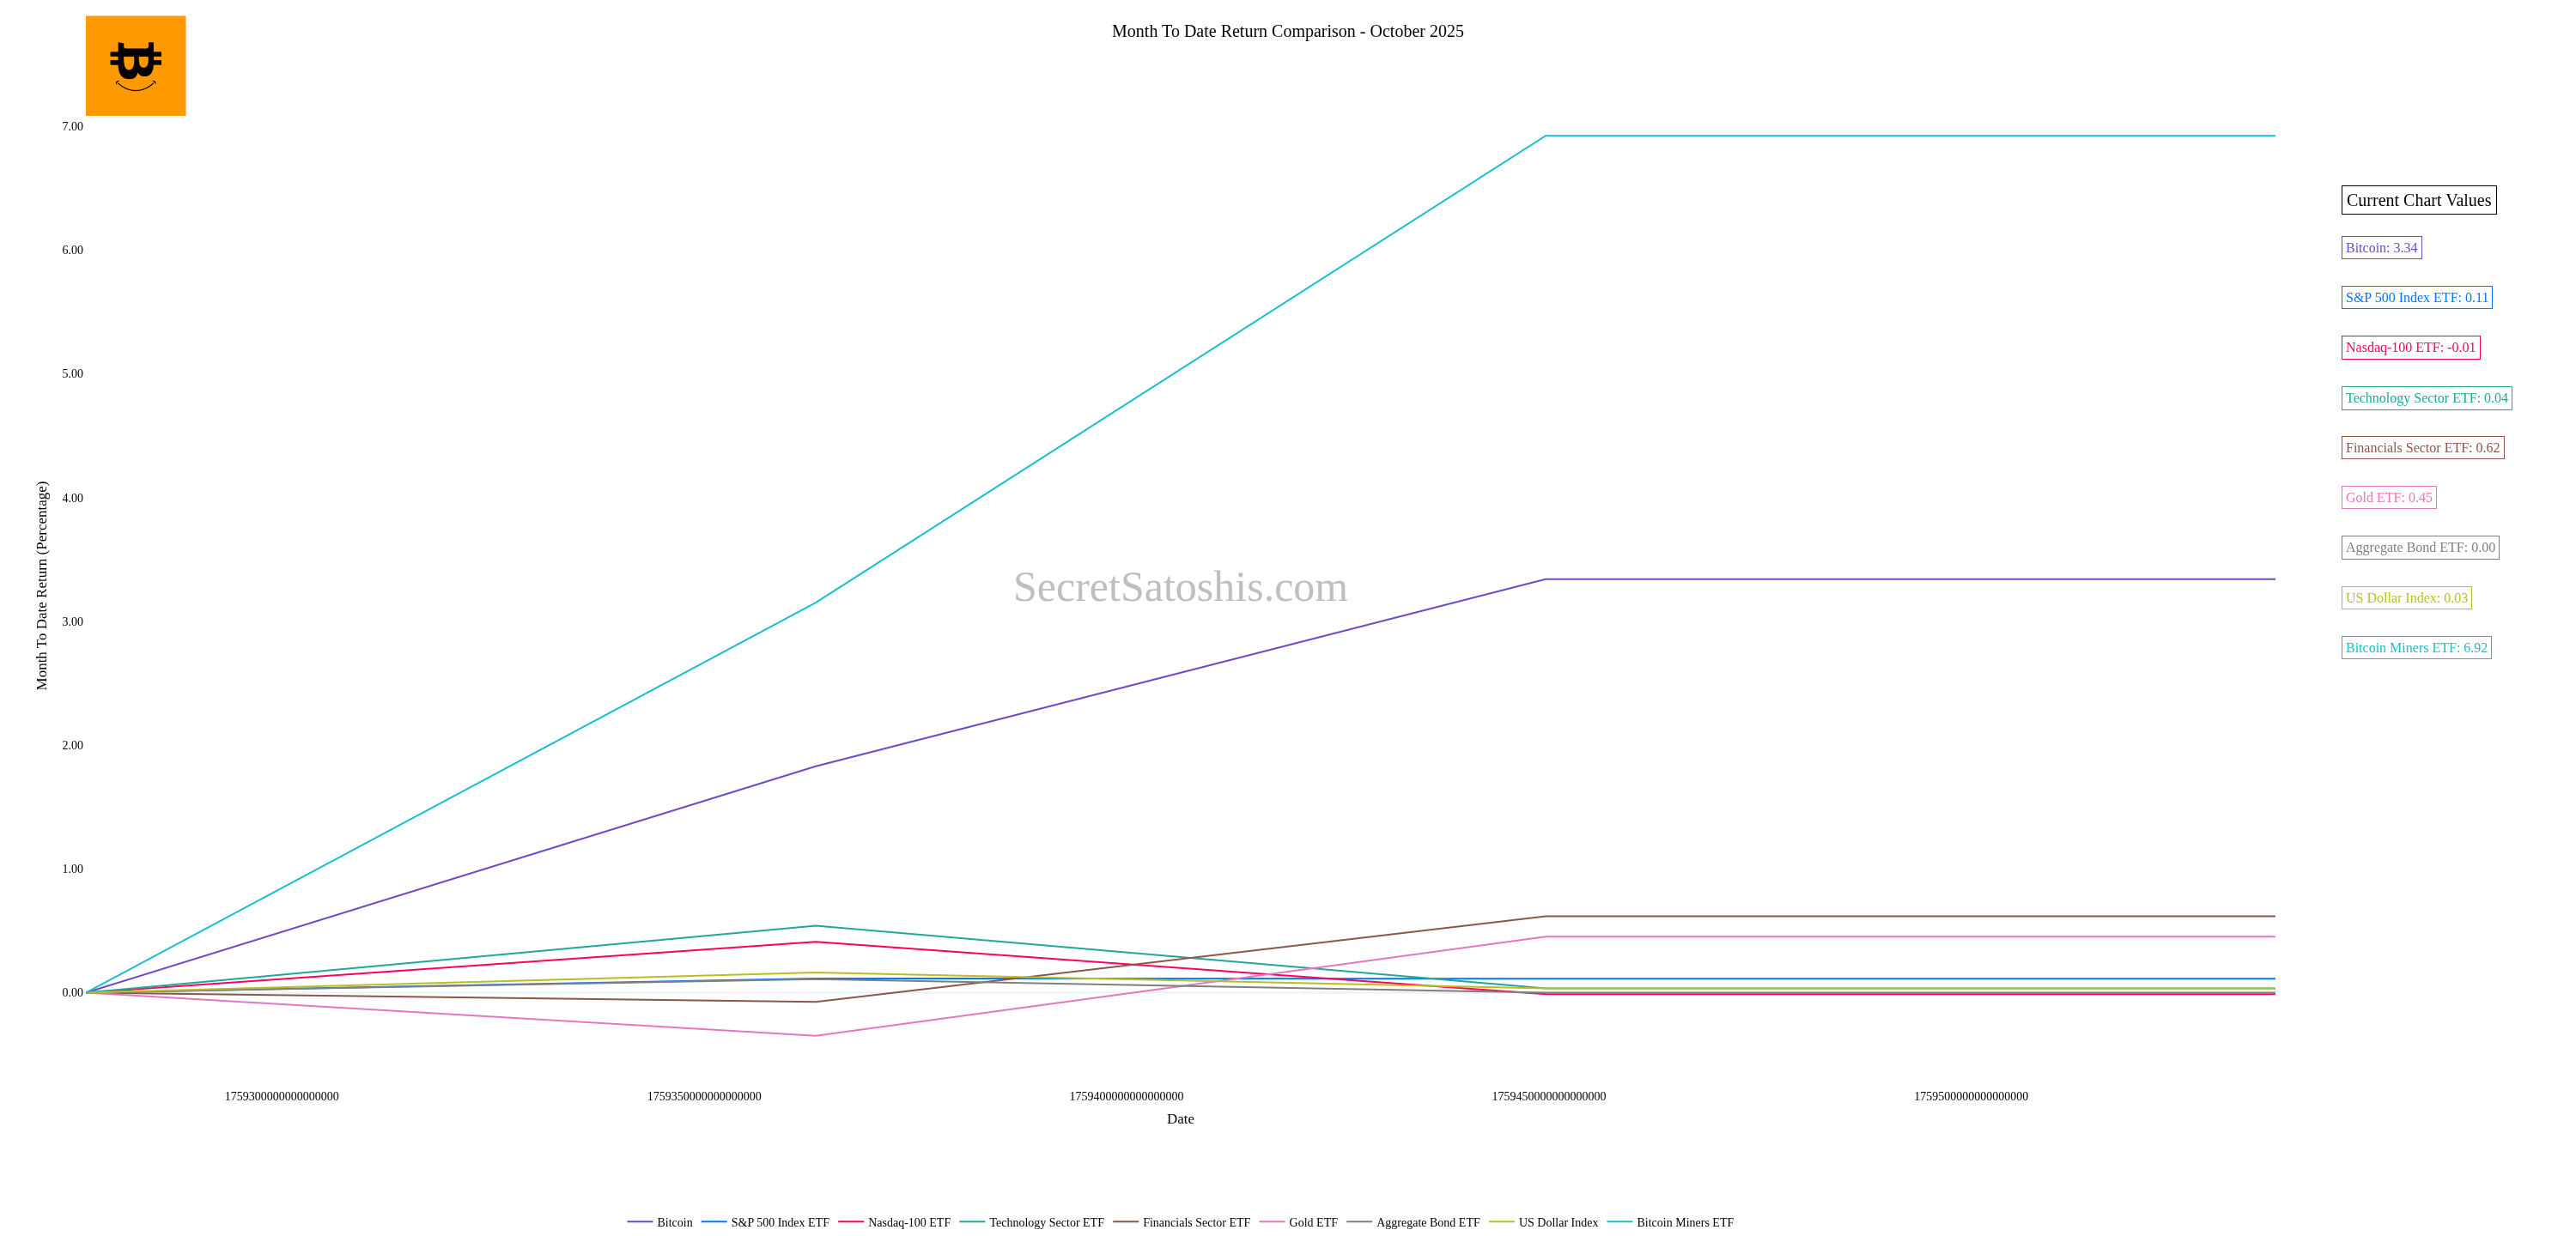 Month To Date Return Comparison - October 2025
7.00
6.00
5.00
4.00
3.00
2.00
1.00
0.00
Month To Date Return (Percentage)
SecretSatoshis.com
Current Chart Values
Bitcoin: 3.34
S&P 500 Index ETF: 0.11
Nasdaq-100 ETF: -0.01
Technology Sector ETF: 0.04
Financials Sector ETF: 0.62
Gold ETF: 0.45
Aggregate Bond ETF: 0.00
US Dollar Index: 0.03
Bitcoin Miners ETF: 6.92
1759300000000000000 1759350000000000000 1759400000000000000 1759450000000000000 1759500000000000000
Date
Bitcoin S&P 500 Index ETF Nasdaq-100 ETF Technology Sector ETF Financials Sector ETF Gold ETF Aggregate Bond ETF US Dollar Index Bitcoin Miners ETF